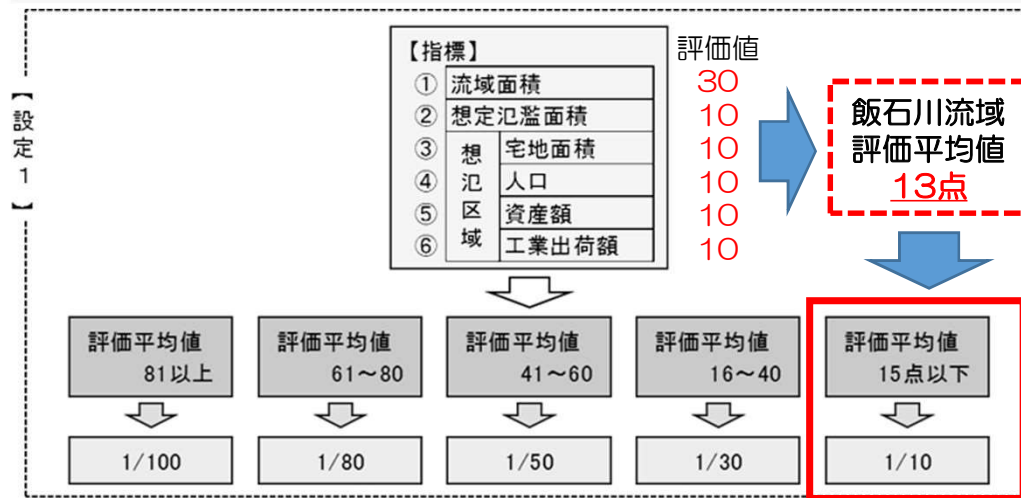 【設定1】
【指標】
評価値
① 流域面積 30
② 想定氾濫面積 10
想氾区域
③ 宅地面積 10
④ 人口 10
⑤ 資産額 10
⑥ 工業出荷額 10
飯石川流域
評価平均値
13点
評価平均値
81以上
評価平均値
61~80
評価平均値
41~60
評価平均値
16~40
評価平均値
15点以下
1/100
1/80
1/50
1/30
1/10